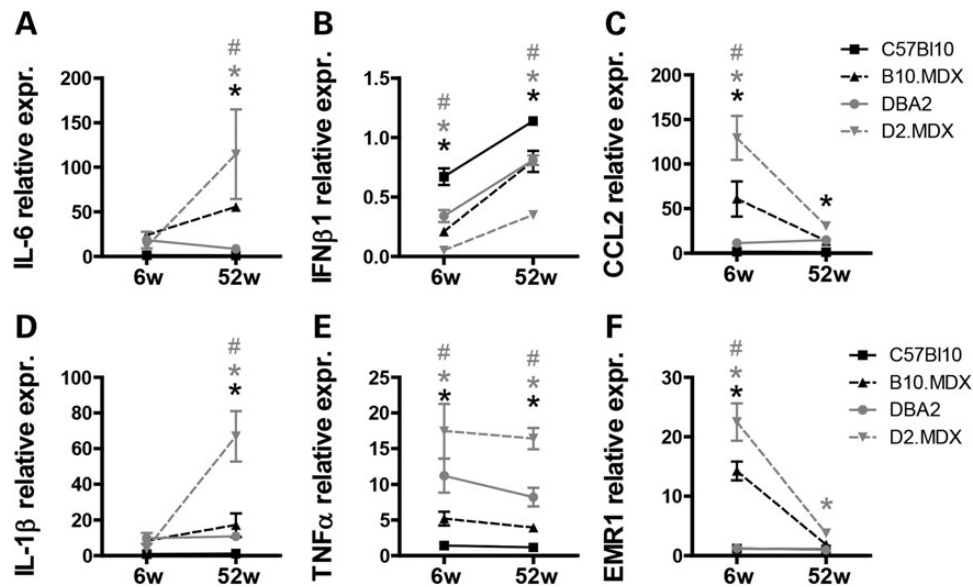 A
IL-6 relative expr.
200
150
100
50
0
6w 52w
#
*
*
B
IFNβ1 relative expr.
1.5
1.0
0.5
0.0
6w 52w
#
*
*
#
*
*
C
CCL2 relative expr.
200
150
100
50
0
6w 52w
#
*
*
*
C57Bl10
B10.MDX
DBA2
D2.MDX
D
IL-1β relative expr.
100
80
60
40
20
0
6w 52w
#
*
*
E
TNFα relative expr.
25
20
15
10
5
0
6w 52w
#
*
*
#
*
*
F
EMR1 relative expr.
30
20
10
0
6w 52w
#
*
*
*
C57Bl10
B10.MDX
DBA2
D2.MDX